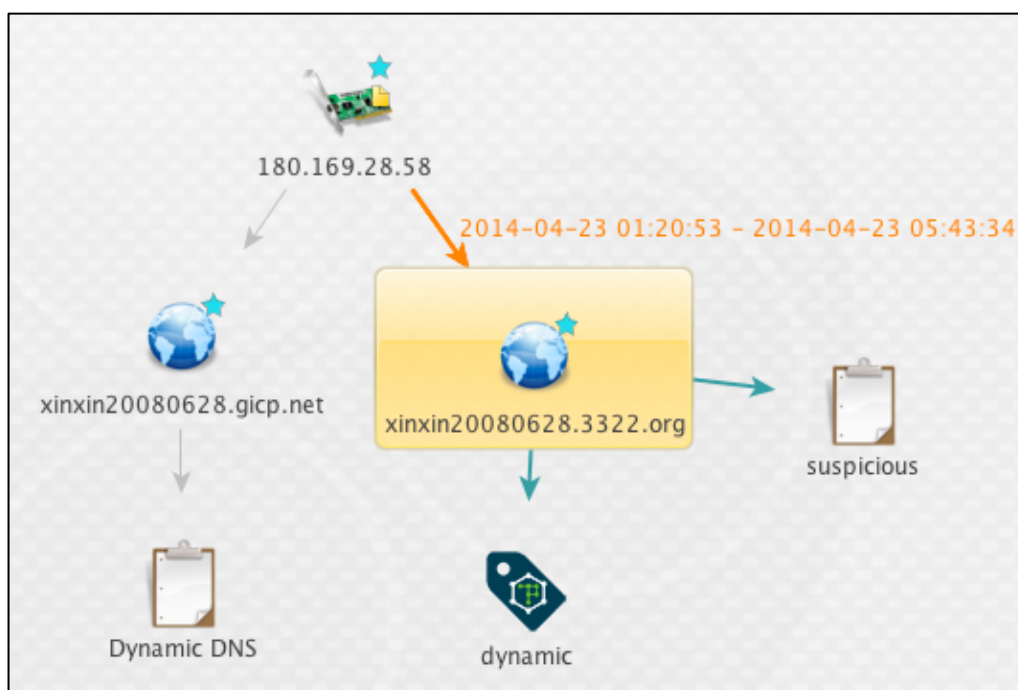 180.169.28.58
2014-04-23 01:20:53 - 2014-04-23 05:43:34
xinxin20080628.gicp.net
xinxin20080628.3322.org
suspicious
Dynamic DNS
dynamic